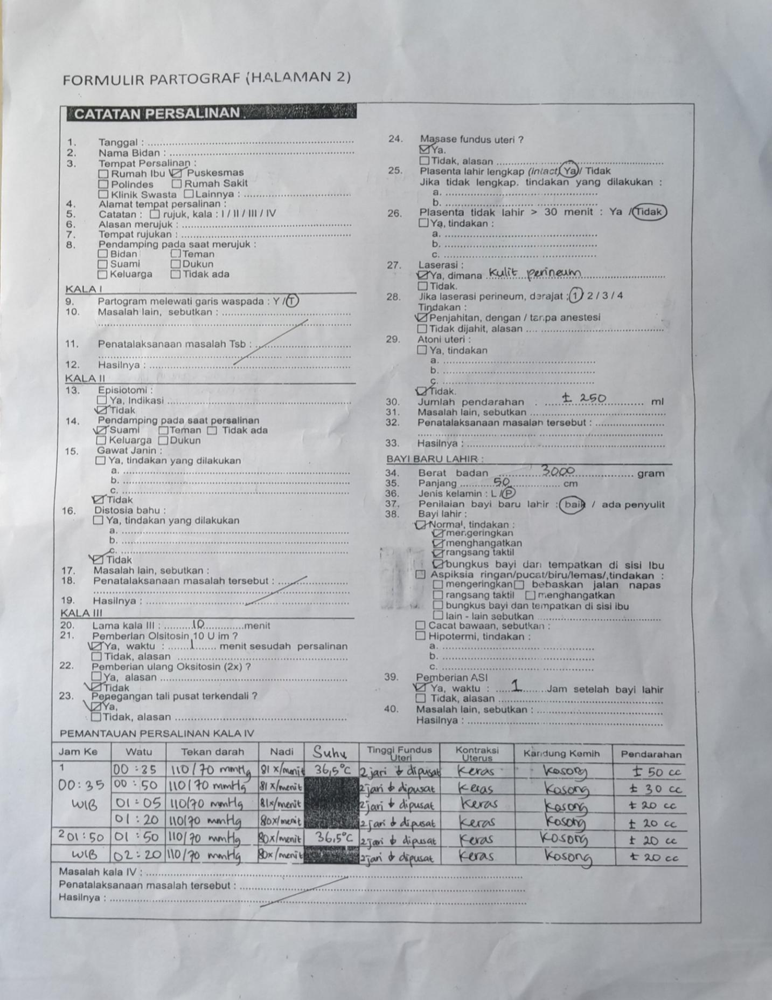 FORMULIR PARTOGRAF (HALAMAN 2)
CATATAN PERSALINAN
1. Tanggal :
2. Nama Bidan :
3. Tempat Persalinan :
Rumah Ibu Puskesmas
Polindes Rumah Sakit
Klinik Swasta Lainnya :
4. Alamat tempat persalinan :
5. Catatan : rujuk, kala : I / II / III / IV
6. Alasan merujuk :
7. Tempat rujukan :
8. Pendamping pada saat merujuk :
Bidan Teman
Suami Dukun
Keluarga Tidak ada
KALA I
9. Partogram melewati garis waspada : Y / T
10. Masalah lain, sebutkan :
11. Penatalaksanaan masalah Tsb :
12. Hasilnya :
KALA II
13. Episiotomi :
Ya, Indikasi
Tidak
14. Pendamping pada saat persalinan
Suami Teman Tidak ada
Keluarga Dukun
15. Gawat Janin :
Ya, tindakan yang dilakukan
a.
b.
c.
Tidak
16. Distosia bahu :
Ya, tindakan yang dilakukan
a.
b.
c.
Tidak
17. Masalah lain, sebutkan :
18. Penatalaksanaan masalah tersebut :
19. Hasilnya :
KALA III
20. Lama kala III : 10 menit
21. Pemberian Olsitosin 10 U im ?
Ya, waktu : 1 menit sesudah persalinan
Tidak, alasan
22. Pemberian ulang Oksitosin (2x) ?
Ya, alasan
Tidak
23. Penegangan tali pusat terkendali ?
Ya,
Tidak, alasan
24. Masase fundus uteri ?
Ya.
Tidak, alasan
25. Plasenta lahir lengkap (intact) Ya / Tidak
Jika tidak lengkap. tindakan yang dilakukan :
a.
b.
26. Plasenta tidak lahir > 30 menit : Ya / Tidak
Ya, tindakan :
a.
b.
c.
27. Laserasi :
Ya, dimana Kulit perineum
Tidak.
28. Jika laserasi perineum, derajat : 1 / 2 / 3 / 4
Tindakan :
Penjahitan, dengan / tanpa anestesi
Tidak dijahit, alasan
29. Atoni uteri :
Ya, tindakan
a.
b.
c.
Tidak.
30. Jumlah pendarahan : ± 250 ml
31. Masalah lain, sebutkan
32. Penatalaksanaan masalah tersebut :
33. Hasilnya :
BAYI BARU LAHIR :
34. Berat badan 3000 gram
35. Panjang 50 cm
36. Jenis kelamin : L / P
37. Penilaian bayi baru lahir : baik / ada penyulit
38. Bayi lahir :
Normal, tindakan :
mengeringkan
menghangatkan
rangsang taktil
bungkus bayi dan tempatkan di sisi Ibu
Aspiksia ringan/pucat/biru/lemas/,tindakan :
mengeringkan bebaskan jalan napas
rangsang taktil menghangatkan
bungkus bayi dan tempatkan di sisi ibu
lain - lain sebutkan
Cacat bawaan, sebutkan :
Hipotermi, tindakan :
a.
b.
c.
39. Pemberian ASI
Ya, waktu : 1 Jam setelah bayi lahir
Tidak, alasan
40. Masalah lain, sebutkan :
Hasilnya :
PEMANTAUAN PERSALINAN KALA IV
Jam Ke Watu Tekan darah Nadi Suhu Tinggi Fundus Uteri Kontraksi Uterus Kandung Kemih Pendarahan
1 00:35 110/70 mmHg 81 x/menit 36,5°C 2 jari ↓ dipusat Keras Kosong ± 50 cc
00:35 00:50 110/70 mmHg 81 x/menit 2 jari ↓ dipusat Keras Kosong ± 30 cc
WIB 01:05 110/70 mmHg 81x/menit 2 jari ↓ dipusat Keras Kosong ± 20 cc
01:20 110/70 mmHg 80x/menit 2 jari ↓ dipusat Keras Kosong ± 20 cc
2 01:50 01:50 110/70 mmHg 80x/menit 36,5°C 2 jari ↓ dipusat Keras Kosong ± 20 cc
WIB 02:20 110/70 mmHg 80x/menit 2 jari ↓ dipusat Keras Kosong ± 20 cc
Masalah kala IV :
Penatalaksanaan masalah tersebut :
Hasilnya :